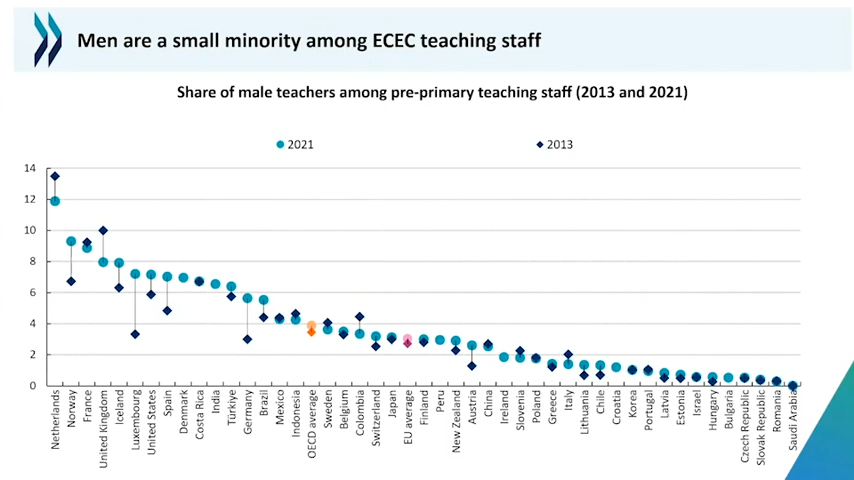 Men are a small minority among ECEC teaching staff
Share of male teachers among pre-primary teaching staff (2013 and 2021)
2021
2013
14
12
10
8
6
4
2
0
Netherlands
Norway
France
United Kingdom
Iceland
Luxembourg
United States
Spain
Denmark
Costa Rica
India
Türkiye
Germany
Brazil
Mexico
Indonesia
OECD average
Sweden
Belgium
Colombia
Switzerland
Japan
EU average
Finland
Peru
New Zealand
Austria
China
Ireland
Slovenia
Poland
Greece
Italy
Lithuania
Chile
Croatia
Korea
Portugal
Latvia
Estonia
Israel
Hungary
Bulgaria
Czech Republic
Slovak Republic
Romania
Saudi Arabia